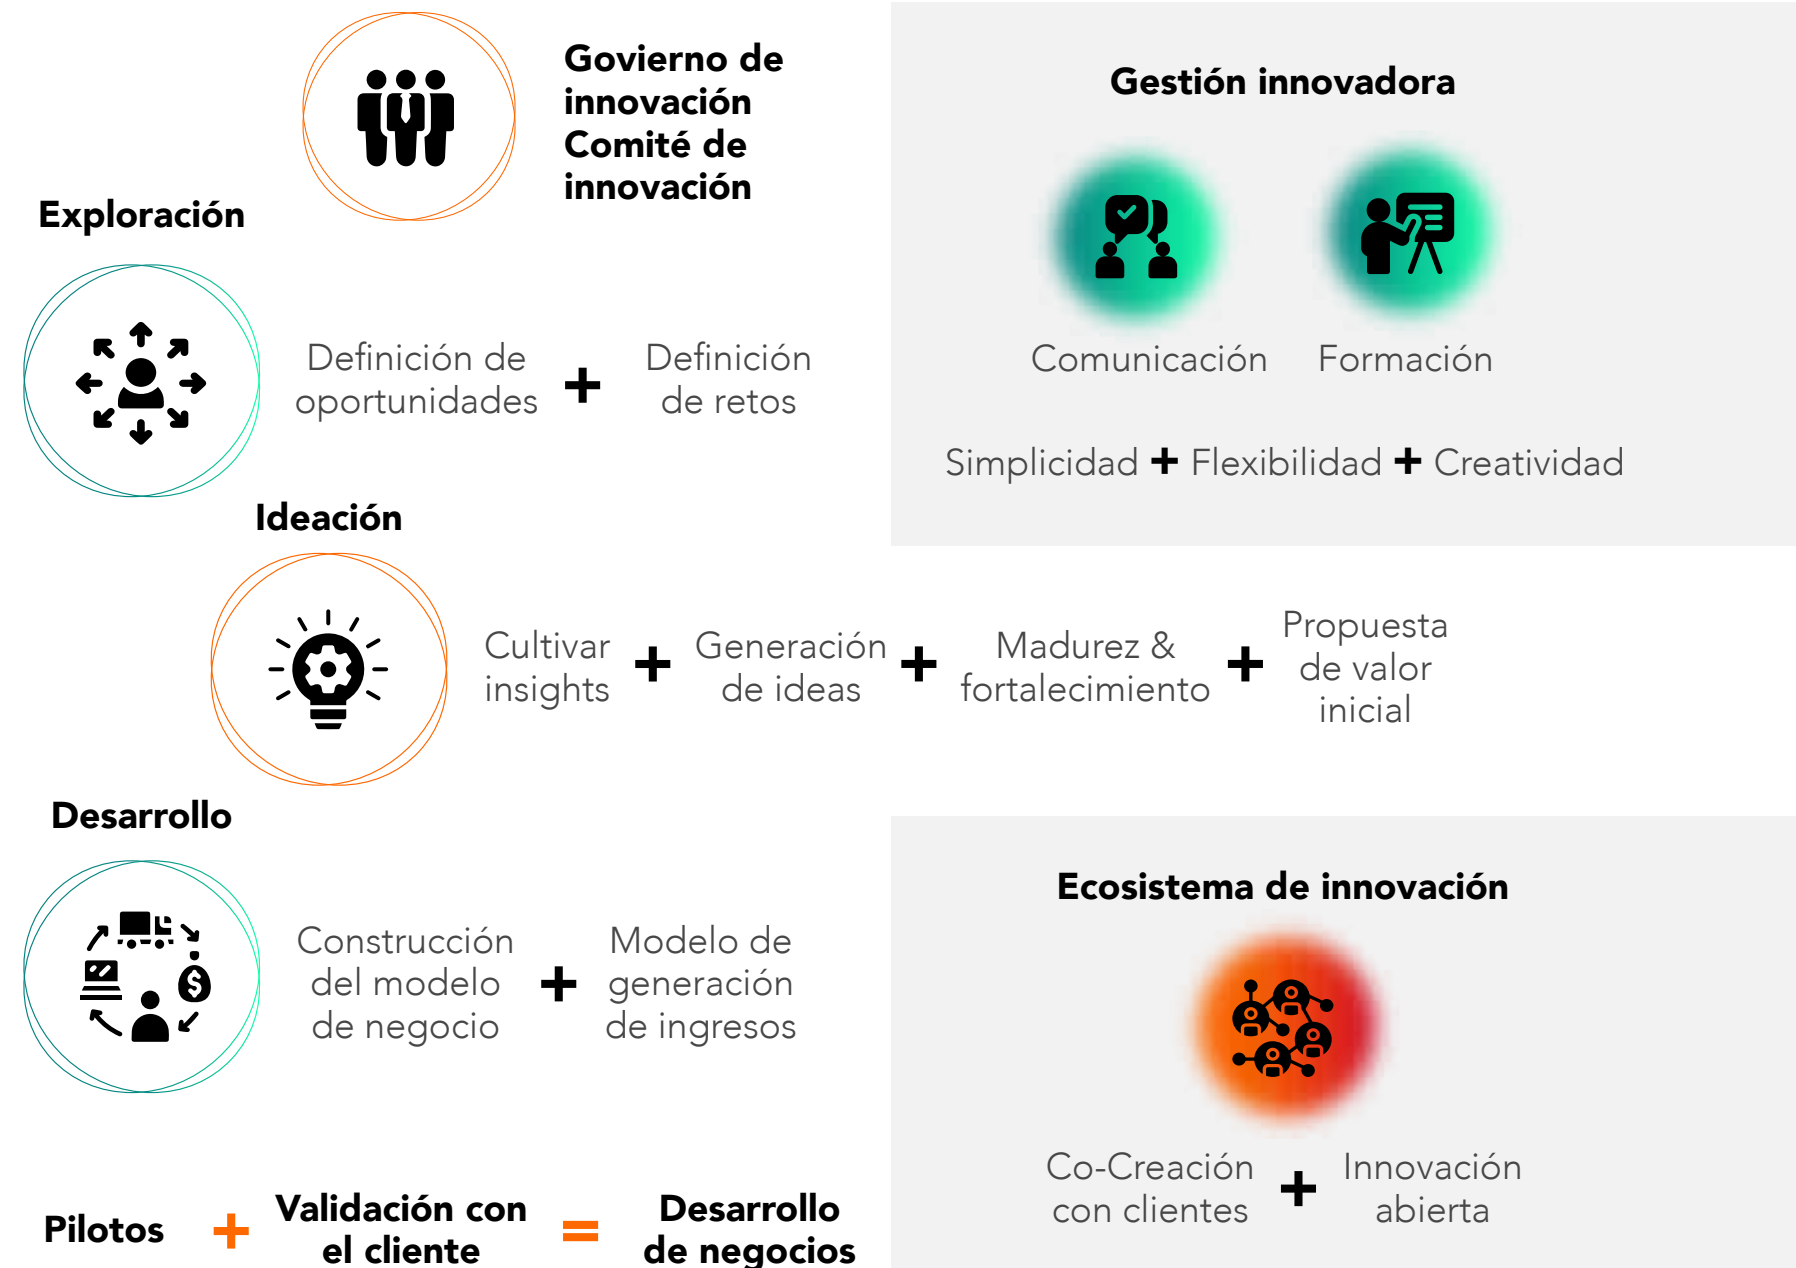 Govierno de
innovación
Comité de
innovación
Exploración
Definición de
oportunidades
+
Definición
de retos
Gestión innovadora
Comunicación
Formación
Simplicidad + Flexibilidad + Creatividad
Ideación
Cultivar
insights
+
Generación
de ideas
+
Madurez &
fortalecimiento
+
Propuesta
de valor
inicial
Desarrollo
Construcción
del modelo
de negocio
+
Modelo de
generación
de ingresos
Pilotos
+
Validación con
el cliente
=
Desarrollo
de negocios
Ecosistema de innovación
Co-Creación
con clientes
+
Innovación
abierta